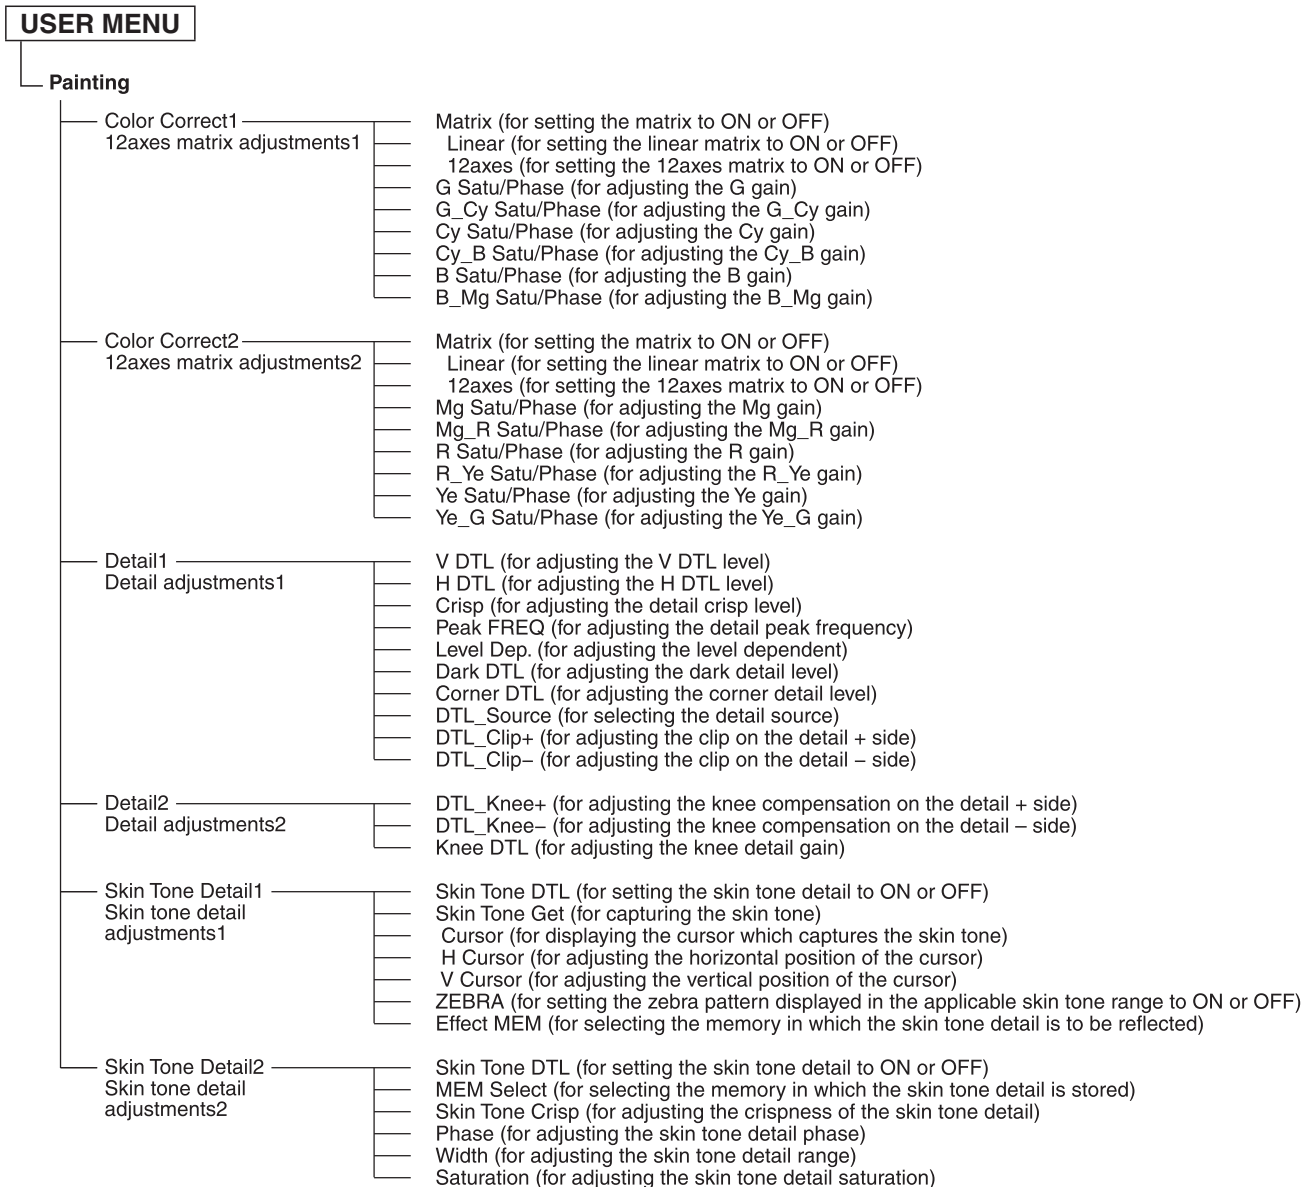 USER MENU
Painting
Color Correct1
12axes matrix adjustments1
Matrix (for setting the matrix to ON or OFF)
Linear (for setting the linear matrix to ON or OFF)
12axes (for setting the 12axes matrix to ON or OFF)
G Satu/Phase (for adjusting the G gain)
G_Cy Satu/Phase (for adjusting the G_Cy gain)
Cy Satu/Phase (for adjusting the Cy gain)
Cy_B Satu/Phase (for adjusting the Cy_B gain)
B Satu/Phase (for adjusting the B gain)
B_Mg Satu/Phase (for adjusting the B_Mg gain)
Color Correct2
12axes matrix adjustments2
Matrix (for setting the matrix to ON or OFF)
Linear (for setting the linear matrix to ON or OFF)
12axes (for setting the 12axes matrix to ON or OFF)
Mg Satu/Phase (for adjusting the Mg gain)
Mg_R Satu/Phase (for adjusting the Mg_R gain)
R Satu/Phase (for adjusting the R gain)
R_Ye Satu/Phase (for adjusting the R_Ye gain)
Ye Satu/Phase (for adjusting the Ye gain)
Ye_G Satu/Phase (for adjusting the Ye_G gain)
Detail1
Detail adjustments1
V DTL (for adjusting the V DTL level)
H DTL (for adjusting the H DTL level)
Crisp (for adjusting the detail crisp level)
Peak FREQ (for adjusting the detail peak frequency)
Level Dep. (for adjusting the level dependent)
Dark DTL (for adjusting the dark detail level)
Corner DTL (for adjusting the corner detail level)
DTL_Source (for selecting the detail source)
DTL_Clip+ (for adjusting the clip on the detail + side)
DTL_Clip− (for adjusting the clip on the detail − side)
Detail2
Detail adjustments2
DTL_Knee+ (for adjusting the knee compensation on the detail + side)
DTL_Knee− (for adjusting the knee compensation on the detail – side)
Knee DTL (for adjusting the knee detail gain)
Skin Tone Detail1
Skin tone detail
adjustments1
Skin Tone DTL (for setting the skin tone detail to ON or OFF)
Skin Tone Get (for capturing the skin tone)
Cursor (for displaying the cursor which captures the skin tone)
H Cursor (for adjusting the horizontal position of the cursor)
V Cursor (for adjusting the vertical position of the cursor)
ZEBRA (for setting the zebra pattern displayed in the applicable skin tone range to ON or OFF)
Effect MEM (for selecting the memory in which the skin tone detail is to be reflected)
Skin Tone Detail2
Skin tone detail
adjustments2
Skin Tone DTL (for setting the skin tone detail to ON or OFF)
MEM Select (for selecting the memory in which the skin tone detail is stored)
Skin Tone Crisp (for adjusting the crispness of the skin tone detail)
Phase (for adjusting the skin tone detail phase)
Width (for adjusting the skin tone detail range)
Saturation (for adjusting the skin tone detail saturation)